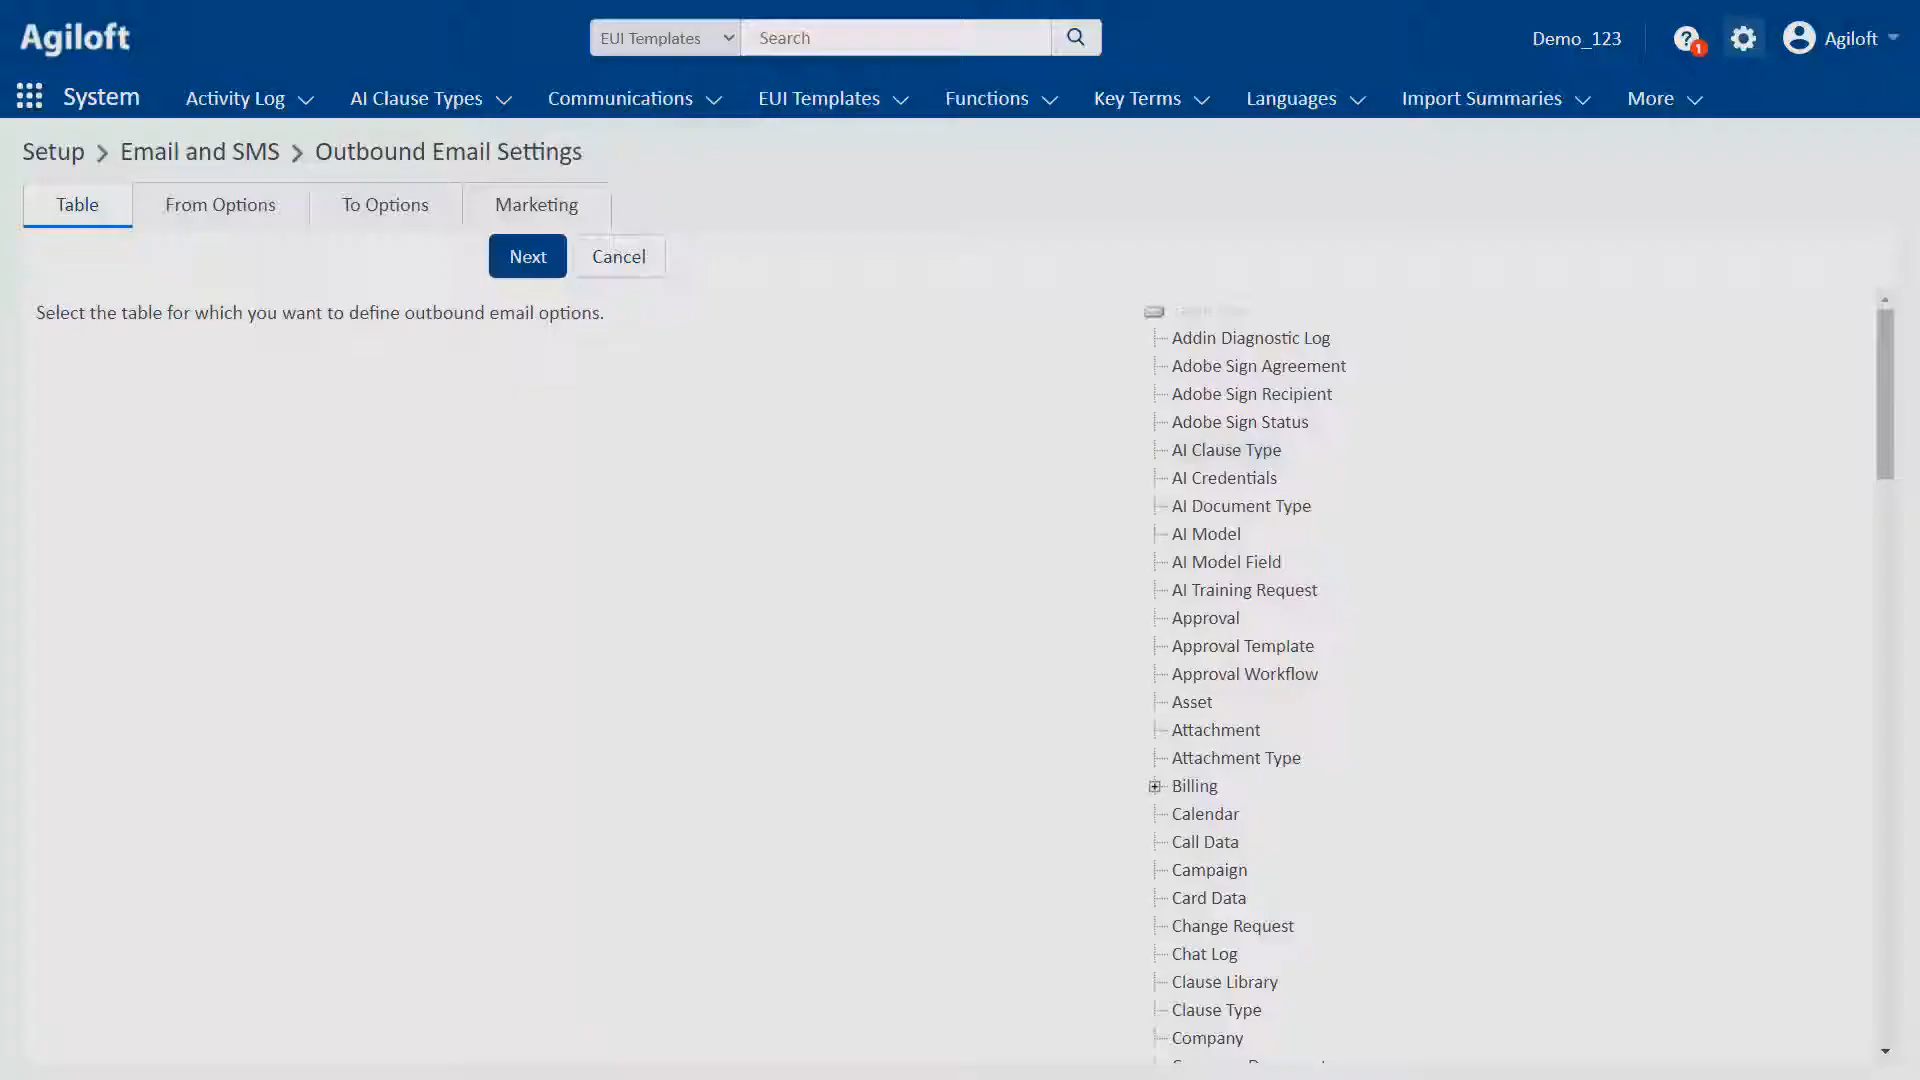 Agiloft
EUI Templates
Search
Demo_123
1
Agiloft
System
Activity Log
AI Clause Types
Communications
EUI Templates
Functions
Key Terms
Languages
Import Summaries
More
Setup > Email and SMS > Outbound Email Settings
Table
From Options
To Options
Marketing
Next
Cancel
Select the table for which you want to define outbound email options.
Addin Diagnostic Log
Adobe Sign Agreement
Adobe Sign Recipient
Adobe Sign Status
AI Clause Type
AI Credentials
AI Document Type
AI Model
AI Model Field
AI Training Request
Approval
Approval Template
Approval Workflow
Asset
Attachment
Attachment Type
Billing
Calendar
Call Data
Campaign
Card Data
Change Request
Chat Log
Clause Library
Clause Type
Company